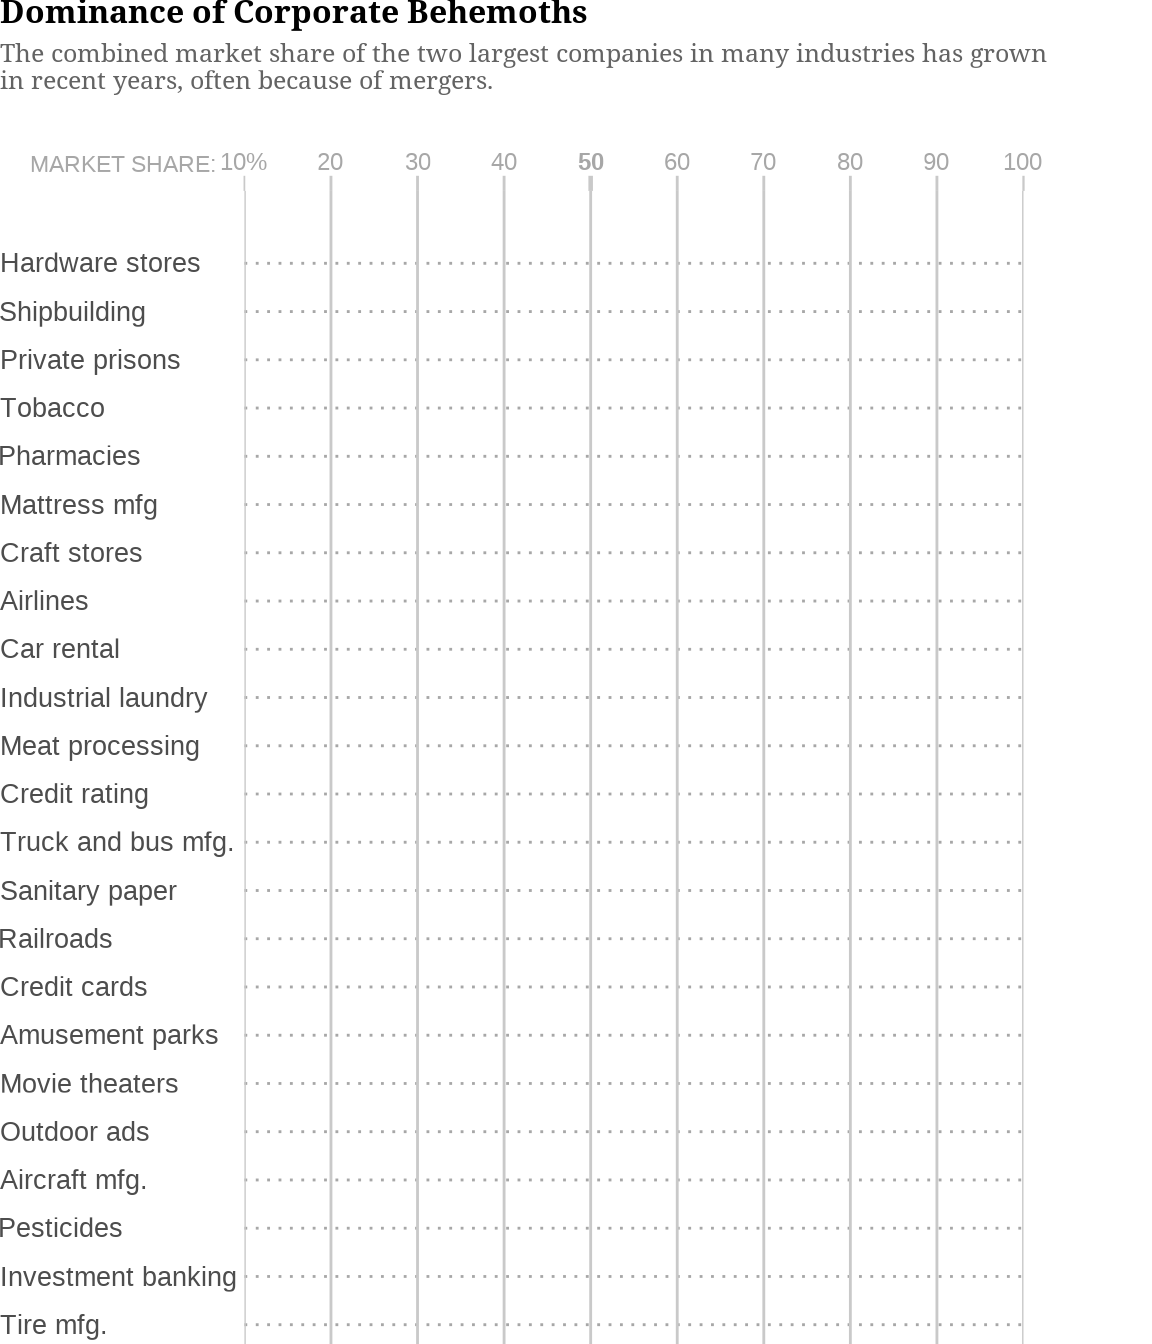 Dominance of Corporate Behemoths
The combined market share of the two largest companies in many industries has grown
in recent years, often because of mergers.
MARKET SHARE: 10% 20 30 40 50 60 70 80 90 100
Hardware stores
Shipbuilding
Private prisons
Tobacco
Pharmacies
Mattress mfg
Craft stores
Airlines
Car rental
Industrial laundry
Meat processing
Credit rating
Truck and bus mfg.
Sanitary paper
Railroads
Credit cards
Amusement parks
Movie theaters
Outdoor ads
Aircraft mfg.
Pesticides
Investment banking
Tire mfg.